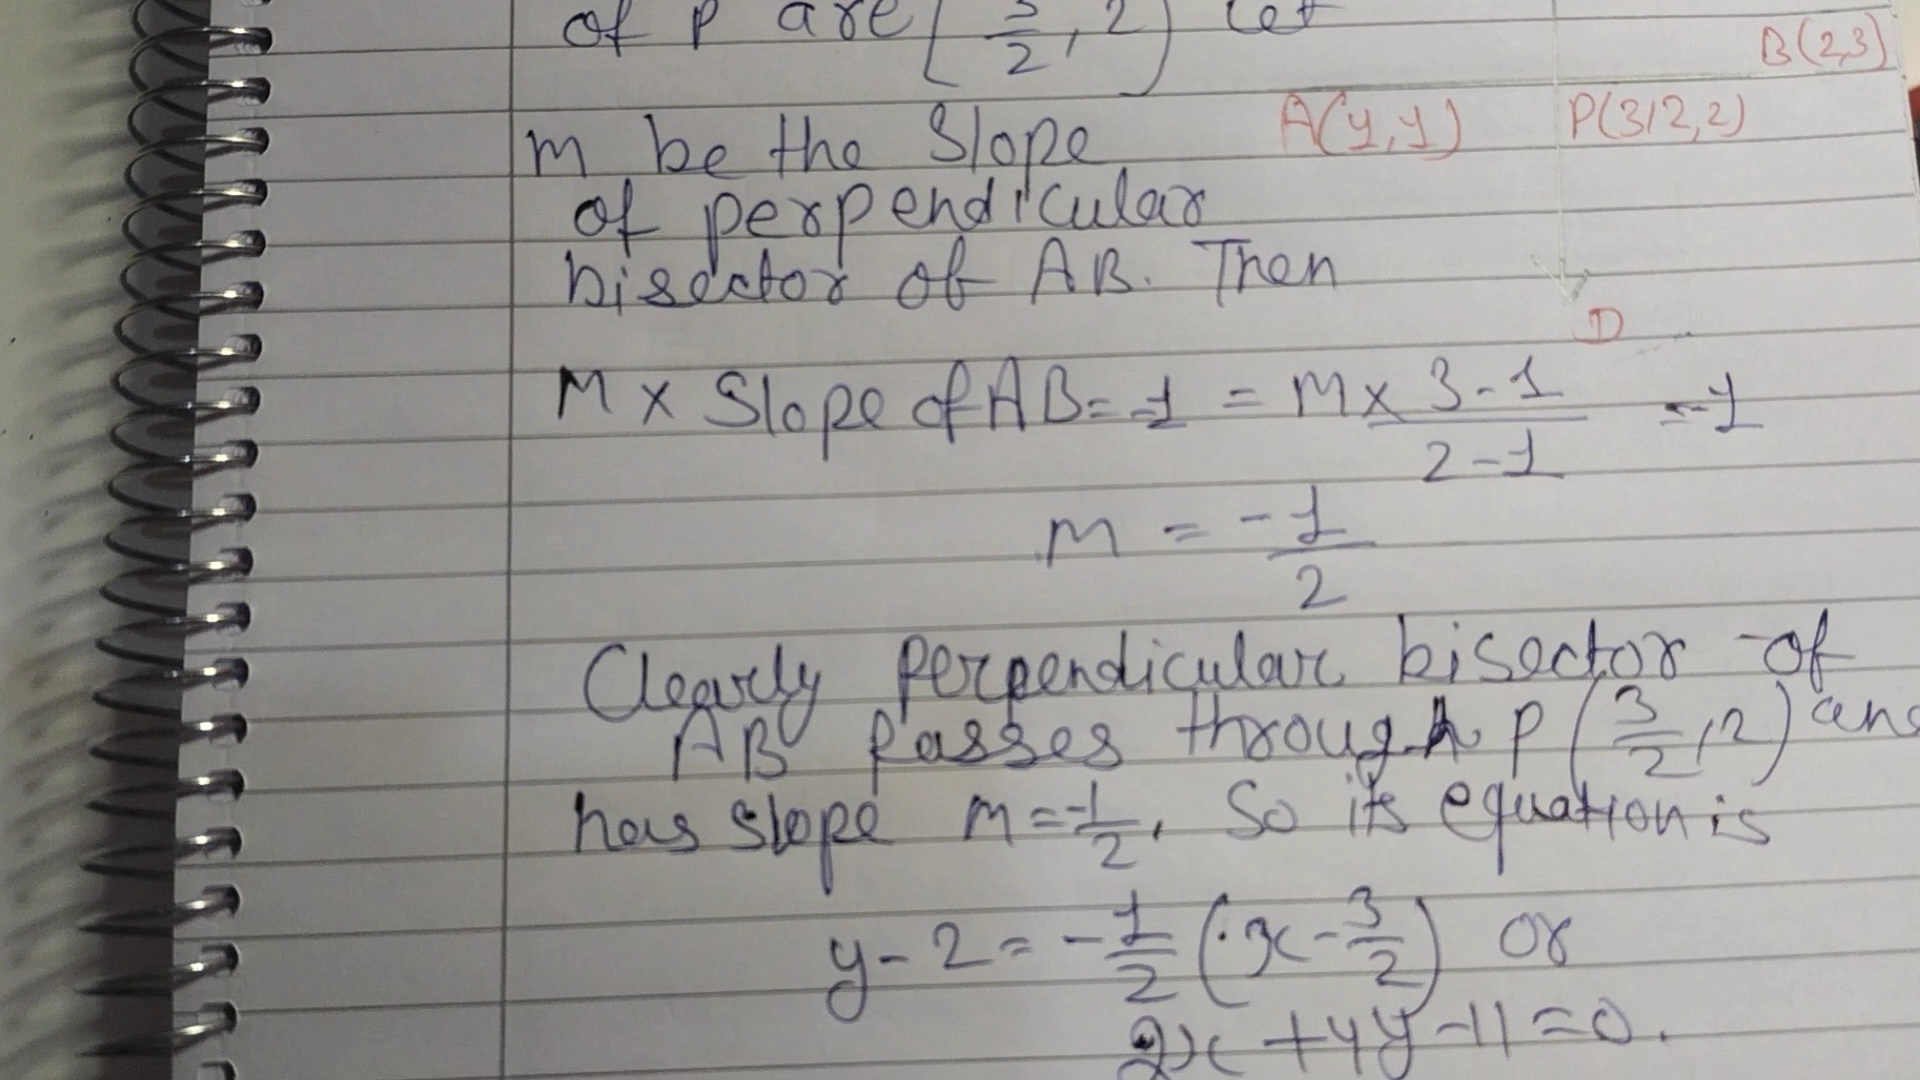 of P are (3/2, 2) Let
B(2,3)
m be the Slope
A(1,1) P(3/2,2)
of perpendicular
bisector of AB. Then
D
M x Slope of AB = -1 = M x 3-1/2-1 = -1
m = -1/2
Clearly perpendicular bisector of
AB Passes through P (3/2, 2) and
has slope m = -1/2, So its equation is
y - 2 = -1/2 (x - 3/2) or
2x + 4y - 11 = 0.